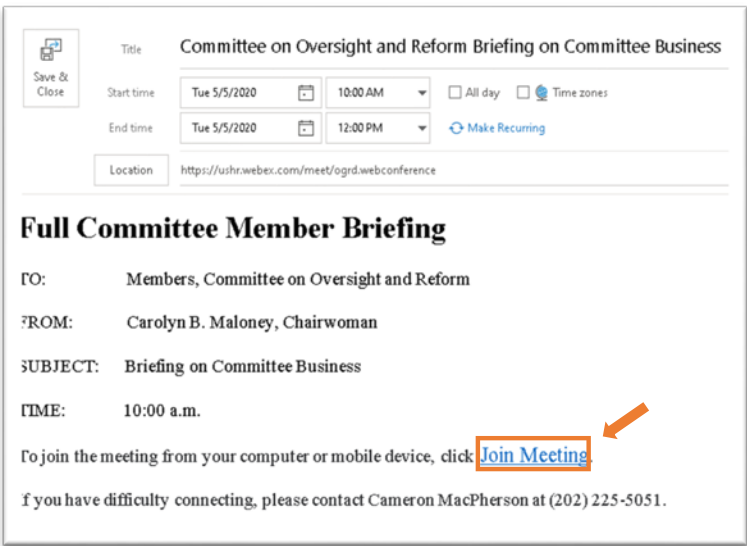 Title Committee on Oversight and Reform Briefing on Committee Business
Save &
Close
Start time Tue 5/5/2020 10:00 AM All day Time zones
End time Tue 5/5/2020 12:00 PM Make Recurring
Location https://ushr.webex.com/meet/ogrd.webconference
Full Committee Member Briefing
TO: Members, Committee on Oversight and Reform
FROM: Carolyn B. Maloney, Chairwoman
SUBJECT: Briefing on Committee Business
TIME: 10:00 a.m.
To join the meeting from your computer or mobile device, click Join Meeting.
If you have difficulty connecting, please contact Cameron MacPherson at (202) 225-5051.